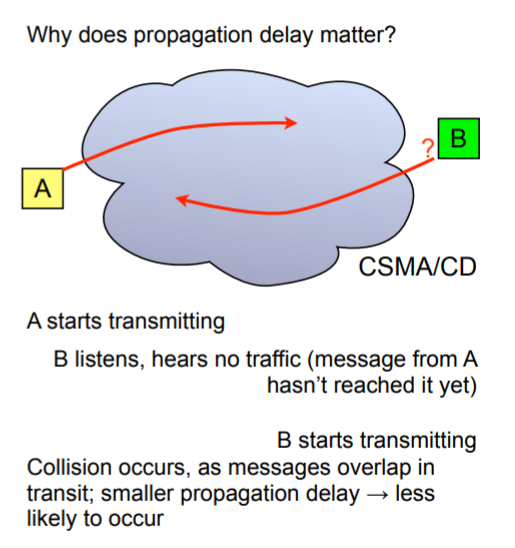 Why does propagation delay matter?
B
?
A
CSMA/CD
A starts transmitting
B listens, hears no traffic (message from A
hasn’t reached it yet)
B starts transmitting
Collision occurs, as messages overlap in
transit; smaller propagation delay → less
likely to occur